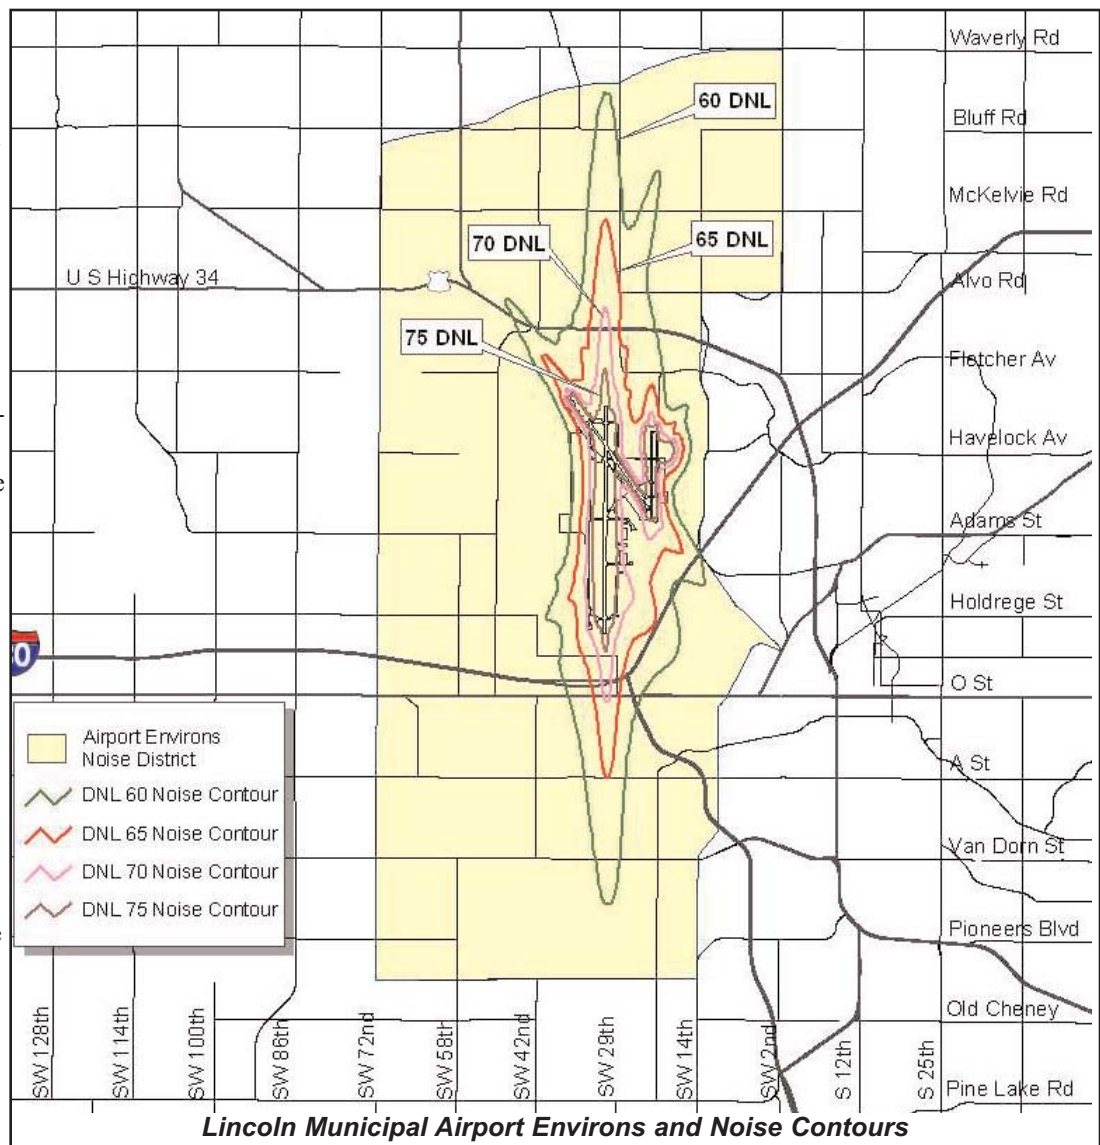 Waverly Rd
60 DNL
Bluff Rd
McKelvie Rd
70 DNL
65 DNL
U S Highway 34
Alvo Rd
75 DNL
Fletcher Av
Havelock Av
Adams St
Holdrege St
O St
A St
Van Dorn St
Pioneers Blvd
Old Cheney
Pine Lake Rd
Airport Environs
Noise District
DNL 60 Noise Contour
DNL 65 Noise Contour
DNL 70 Noise Contour
DNL 75 Noise Contour
SW 128th
SW 114th
SW 100th
SW 86th
SW 72nd
SW 58th
SW 42nd
SW 29th
SW 14th
SW 2nd
S 12th
S 25th
Lincoln Municipal Airport Environs and Noise Contours